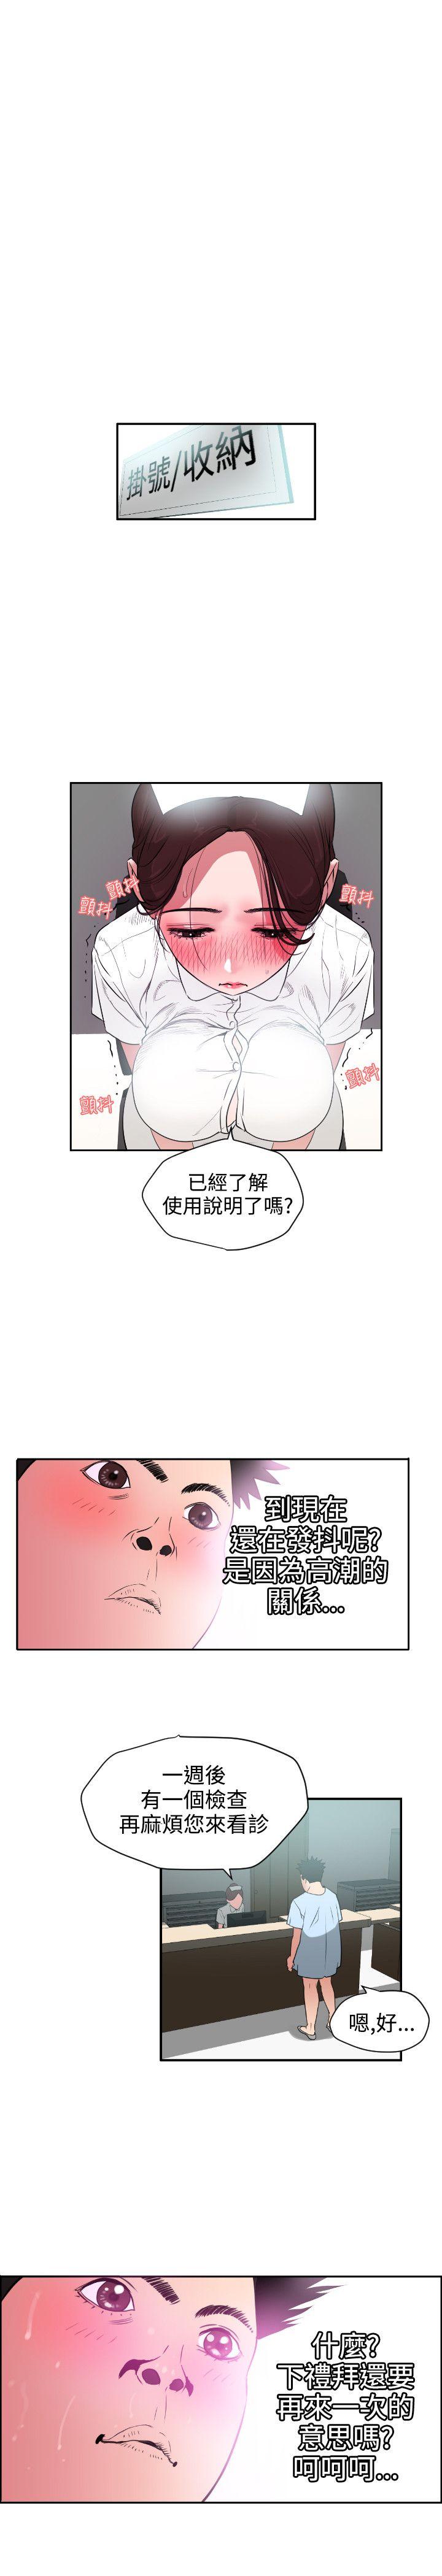 掛號/收納
顫抖
顫抖
顫抖
顫抖
顫抖
已經了解
使用說明了嗎?
到現在
還在發抖呢?
是因為高潮的
關係...
一週後
有一個檢查
再麻煩您來看診
嗯,好...
什麼?
下禮拜還要
再來一次的
意思嗎?
呵呵呵...